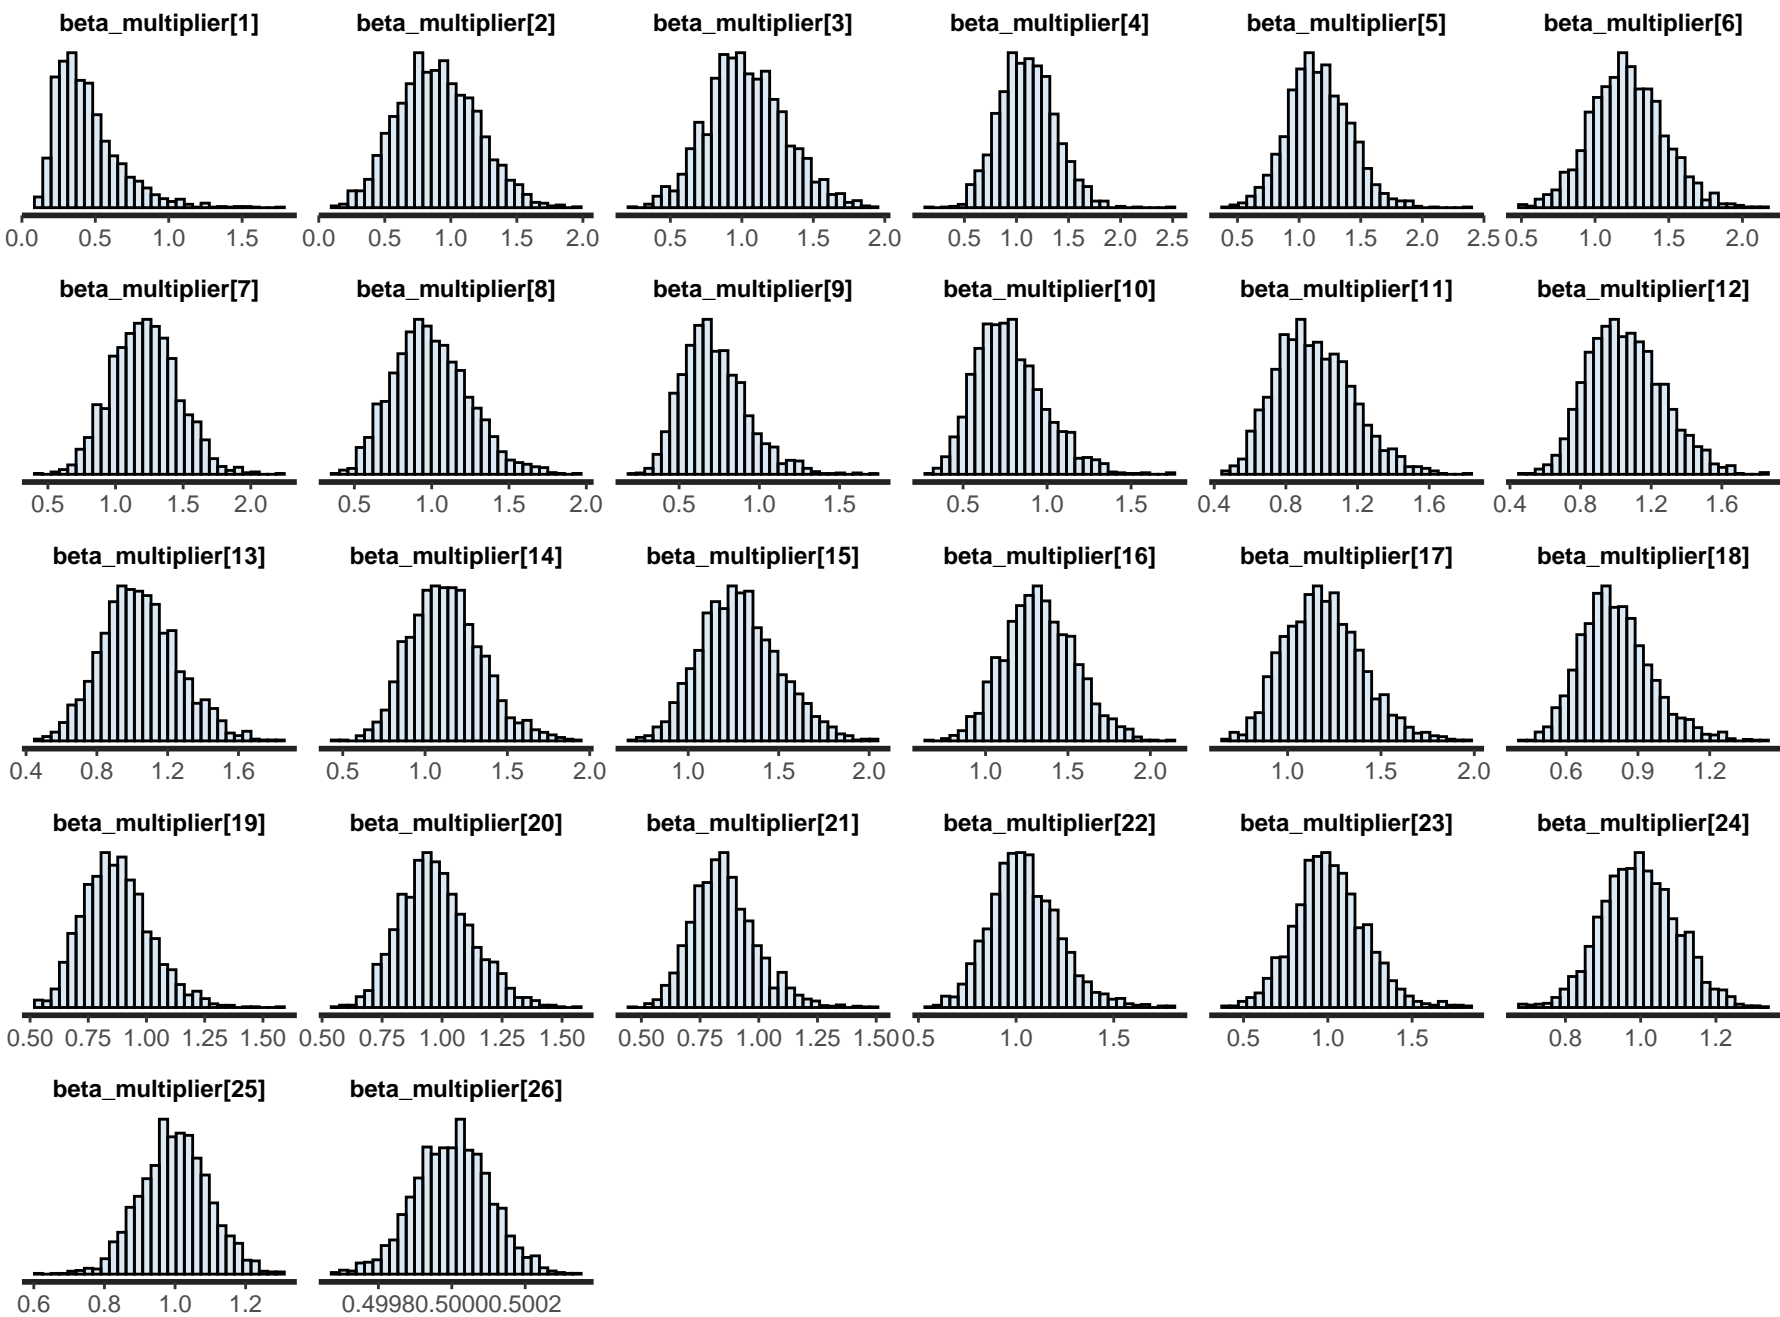 beta_multiplier[1] beta_multiplier[2] beta_multiplier[3] beta_multiplier[4] beta_multiplier[5] beta_multiplier[6]
0.0 0.5 1.0 1.5 0.0 0.5 1.0 1.5 2.0 0.5 1.0 1.5 2.0 0.5 1.0 1.5 2.0 2.5 0.5 1.0 1.5 2.0 2.5 0.5 1.0 1.5 2.0
beta_multiplier[7] beta_multiplier[8] beta_multiplier[9] beta_multiplier[10] beta_multiplier[11] beta_multiplier[12]
0.5 1.0 1.5 2.0 0.5 1.0 1.5 2.0 0.5 1.0 1.5 0.5 1.0 1.5 0.4 0.8 1.2 1.6 0.4 0.8 1.2 1.6
beta_multiplier[13] beta_multiplier[14] beta_multiplier[15] beta_multiplier[16] beta_multiplier[17] beta_multiplier[18]
0.4 0.8 1.2 1.6 0.5 1.0 1.5 2.0 1.0 1.5 2.0 1.0 1.5 2.0 1.0 1.5 2.0 0.6 0.9 1.2
beta_multiplier[19] beta_multiplier[20] beta_multiplier[21] beta_multiplier[22] beta_multiplier[23] beta_multiplier[24]
0.50 0.75 1.00 1.25 1.50 0.50 0.75 1.00 1.25 1.50 0.50 0.75 1.00 1.25 1.50 0.5 1.0 1.5 0.5 1.0 1.5 0.8 1.0 1.2
beta_multiplier[25] beta_multiplier[26]
0.6 0.8 1.0 1.2 0.4998 0.5000 0.5002